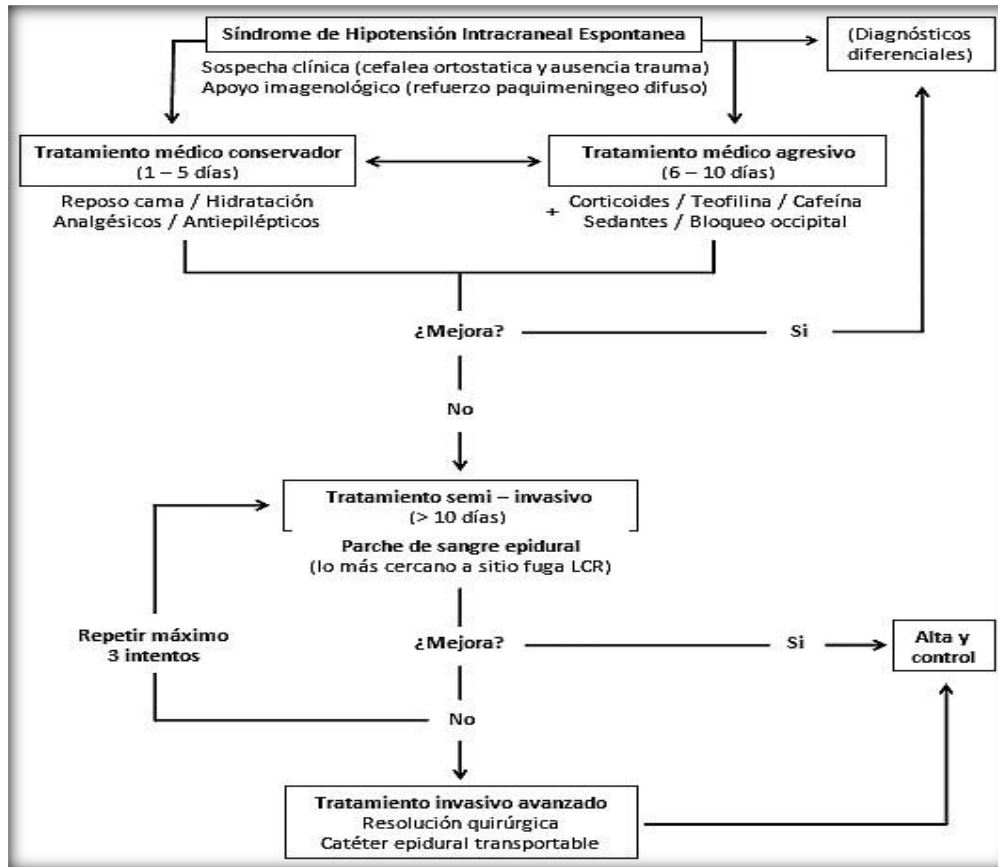 Síndrome de Hipotensión Intracraneal Espontanea
(Diagnósticos
diferenciales)
Sospecha clínica (cefalea ortostatica y ausencia trauma)
Apoyo imagenológico (refuerzo paquimeningeo difuso)
Tratamiento médico conservador
(1 – 5 días)
Reposo cama / Hidratación
Analgésicos / Antiepilépticos
Tratamiento médico agresivo
(6 – 10 días)
+ Corticoides / Teofilina / Cafeína
Sedantes / Bloqueo occipital
¿Mejora?
Si
No
Tratamiento semi – invasivo
(> 10 días)
Parche de sangre epidural
(lo más cercano a sitio fuga LCR)
Repetir máximo
3 intentos
¿Mejora?
Si
Alta y
control
No
Tratamiento invasivo avanzado
Resolución quirúrgica
Catéter epidural transportable